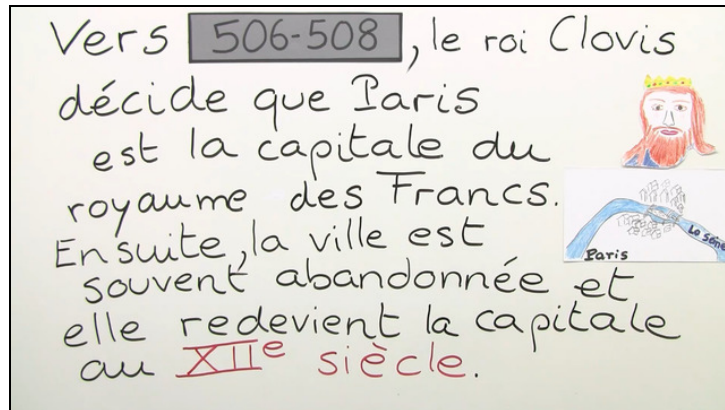 Vers 506-508, le roi Clovis
décide que Paris
est la capitale du
royaume des Francs.
Ensuite, la ville est
souvent abandonnée et
elle redevient la capitale
au XIIe siècle.
La Seine
Paris